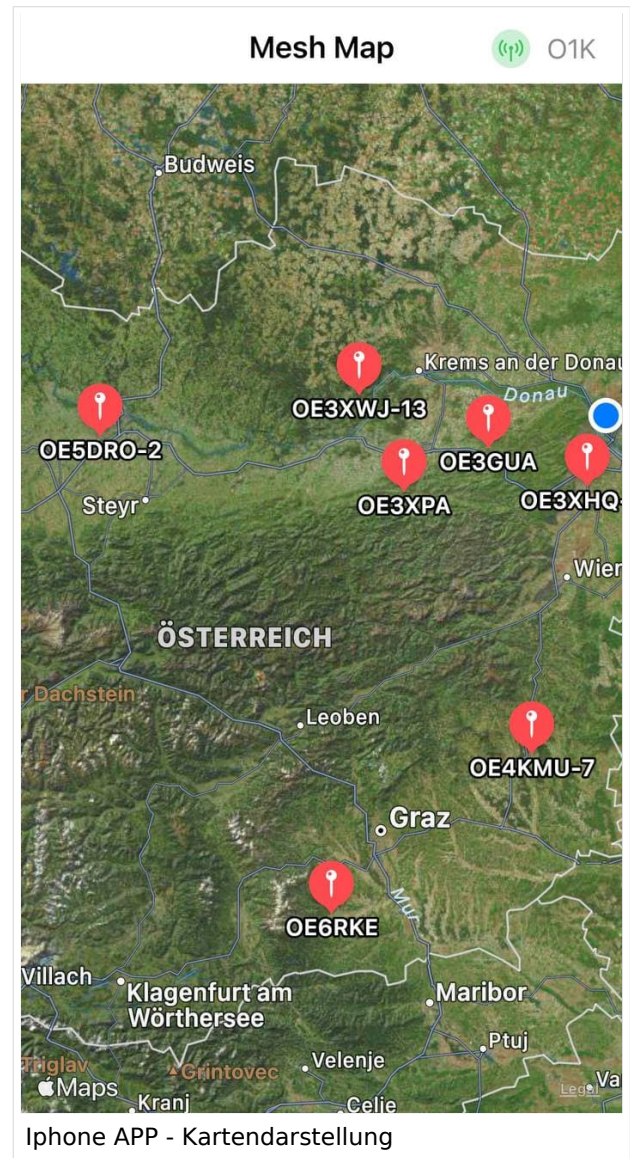 Mesh Map
O1K
Budweis
Krems an der Donau
Donau
OE3XWJ-13
OE5DRO-2
OE3GUA
OE3XPA
OE3XHQ-
Steyr
Wier
ÖSTERREICH
r Dachstein
Leoben
OE4KMU-7
Graz
Mur
OE6RKE
Villach
Klagenfurt am
Wörthersee
Maribor
Ptuj
Triglav
Grintovec
Velenje
Maps
Legal
Va
Kranj
Celje
Iphone APP - Kartendarstellung